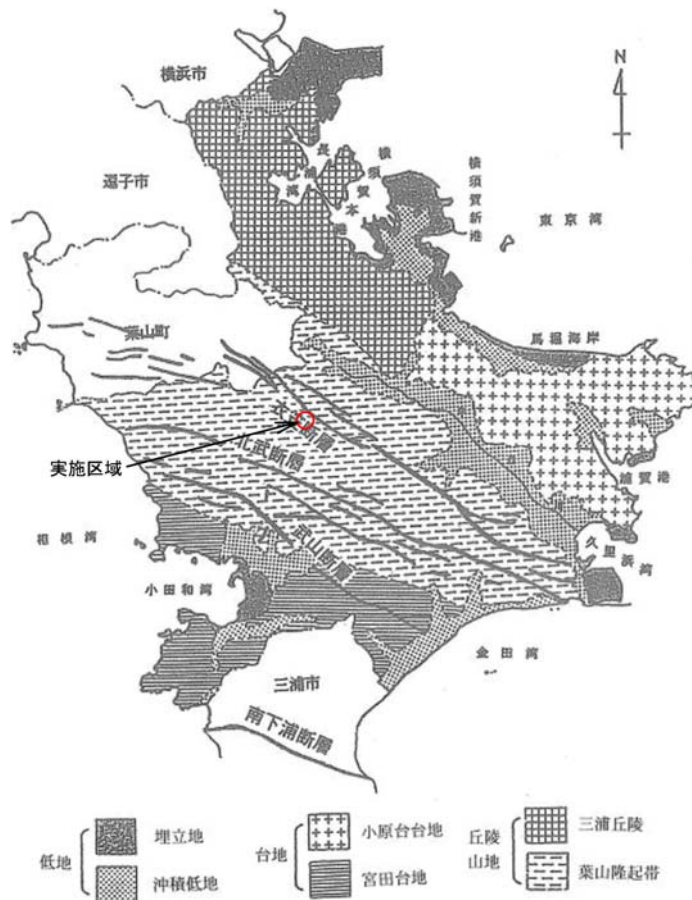 横浜市
N
逗子市
長浦湾
横須賀本港
横須賀新港
東京湾
葉山町
馬堀海岸
実施区域
北武断層
浦賀港
相模湾
武山断層
久里浜湾
小田和湾
金田湾
三浦市
南下浦断層
低地
埋立地
沖積低地
台地
小原台台地
宮田台地
丘陵
山地
三浦丘陵
葉山隆起帯